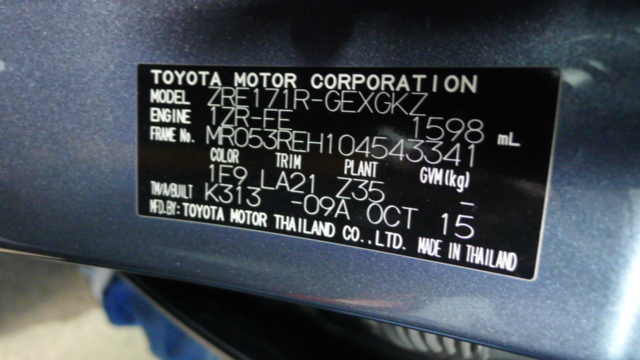 TOYOTA MOTOR CORPORATION
MODEL ZRE171R-GEXGKZ
ENGINE 1ZR-FE 1598 mL
FRAME No. MR053REH104543341
COLOR TRIM PLANT GVM(kg)
1F9 LA21 Z35 -
TM/A/BUILT K313 -09A OCT 15
MFD.BY: TOYOTA MOTOR THAILAND CO.,LTD. MADE IN THAILAND